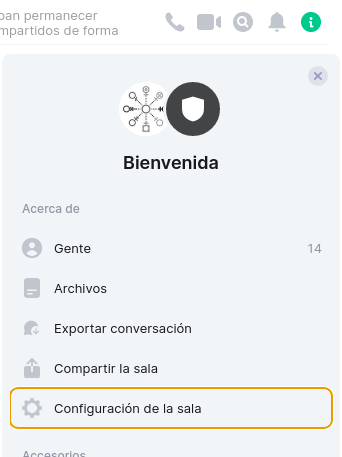 ban permanecer
mpartidos de forma
Bienvenida
Acerca de
Gente 14
Archivos
Exportar conversación
Compartir la sala
Configuración de la sala
Accesorios